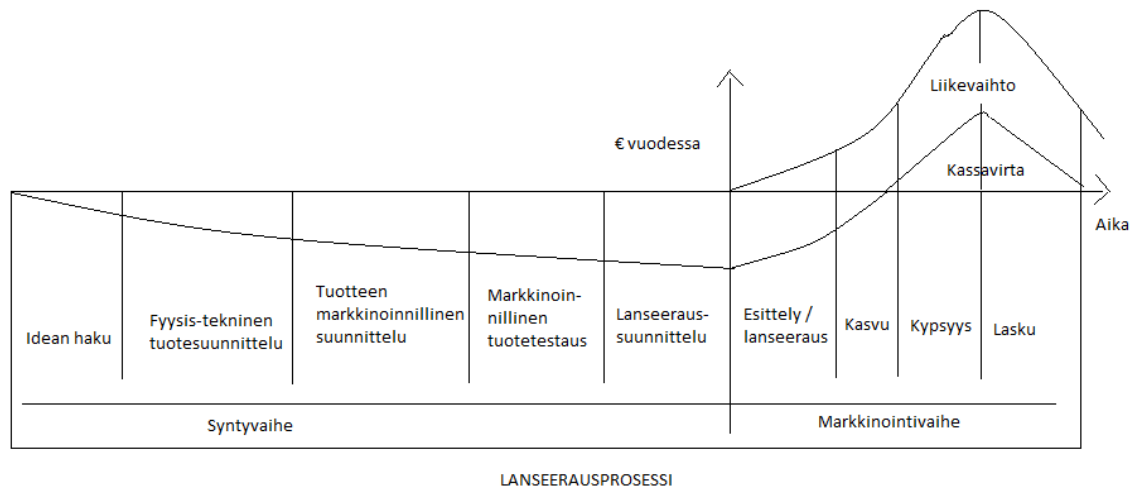 Liikevaihto
€ vuodessa
Kassavirta
Aika
Idean haku
Fyysis-tekninen
tuotesuunnittelu
Tuotteen
markkinoinnillinen
suunnittelu
Markkinoin-
nillinen
tuotetestaus
Lanseeraus-
suunnittelu
Esittely /
lanseeraus
Kasvu
Kypsyys
Lasku
Syntyvaihe
Markkinointivaihe
LANSEERAUSPROSESSI